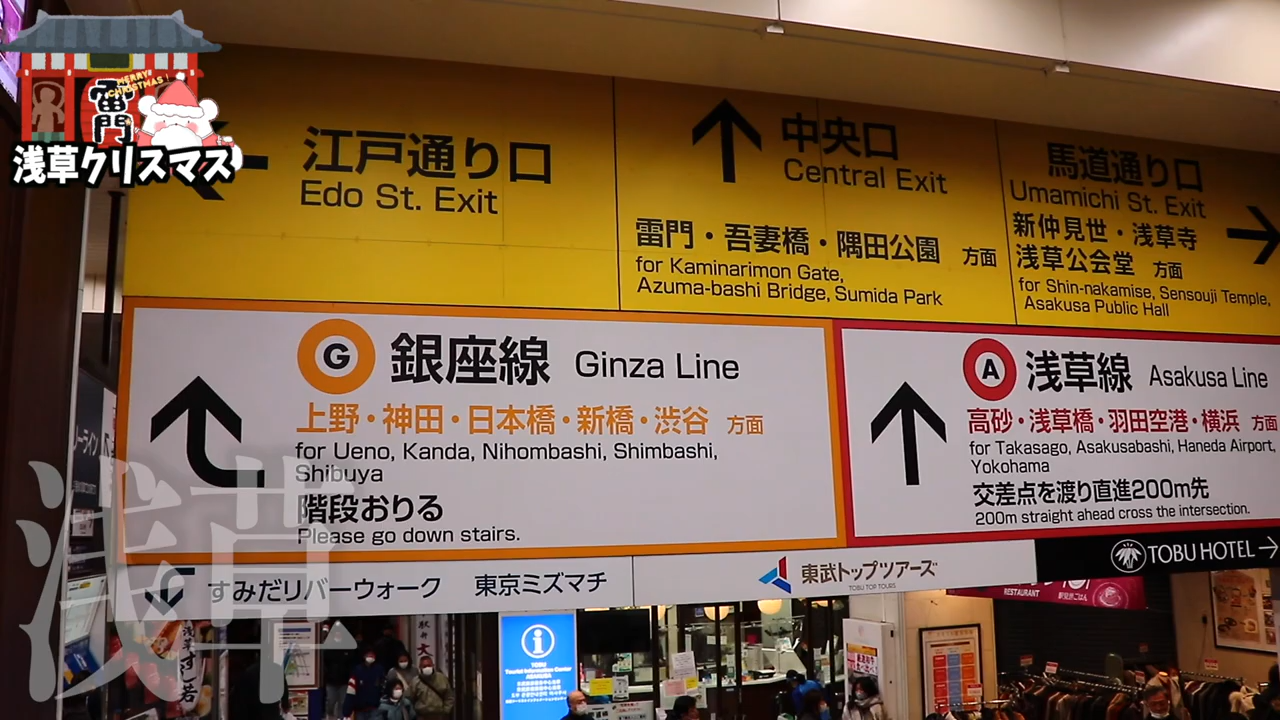 MERRY CHRISTMAS!
雷門
浅草クリスマス
江戸通り口
Edo St. Exit
中央口
Central Exit
雷門・吾妻橋・隅田公園 方面
for Kaminarimon Gate,
Azuma-bashi Bridge, Sumida Park
馬道通り口
Umamichi St. Exit
新仲見世・浅草寺
浅草公会堂 方面
for Shin-nakamise, Sensouji Temple,
Asakusa Public Hall
G 銀座線 Ginza Line
上野・神田・日本橋・新橋・渋谷 方面
for Ueno, Kanda, Nihombashi, Shimbashi,
Shibuya
階段おりる
Please go down stairs.
A 浅草線 Asakusa Line
高砂・浅草橋・羽田空港・横浜 方面
for Takasago, Asakusabashi, Haneda Airport,
Yokohama
交差点を渡り直進200m先
200m straight ahead cross the intersection.
浅草
すみだリバーウォーク 東京ミズマチ
東武トップツアーズ
TOBU TOP TOURS
TOBU HOTEL
RESTAURANT
TOBU
Tourist Information Center